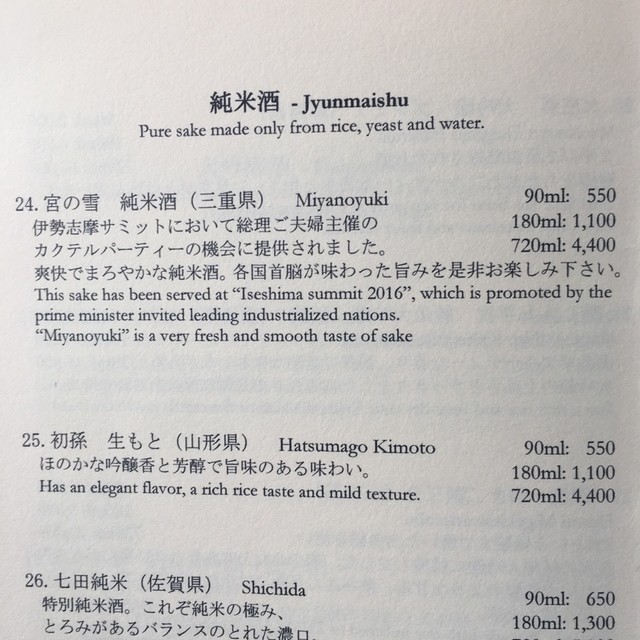 純米酒 - Jyunmaishu
Pure sake made only from rice, yeast and water.
24. 宮の雪 純米酒（三重県） Miyanoyuki 90ml: 550
伊勢志摩サミットにおいて総理ご夫婦主催の 180ml: 1,100
カクテルパーティーの機会に提供されました。 720ml: 4,400
爽快でまろやかな純米酒。各国首脳が味わった旨みを是非お楽しみ下さい。
This sake has been served at “Iseshima summit 2016”, which is promoted by the
prime minister invited leading industrialized nations.
“Miyanoyuki” is a very fresh and smooth taste of sake
25. 初孫 生もと（山形県） Hatsumago Kimoto 90ml: 550
ほのかな吟醸香と芳醇で旨味のある味わい。 180ml: 1,100
Has an elegant flavor, a rich rice taste and mild texture. 720ml: 4,400
26. 七田純米（佐賀県） Shichida 90ml: 650
特別純米酒。これぞ純米の極み、 180ml: 1,300
とろみがあるバランスのとれた濃口。